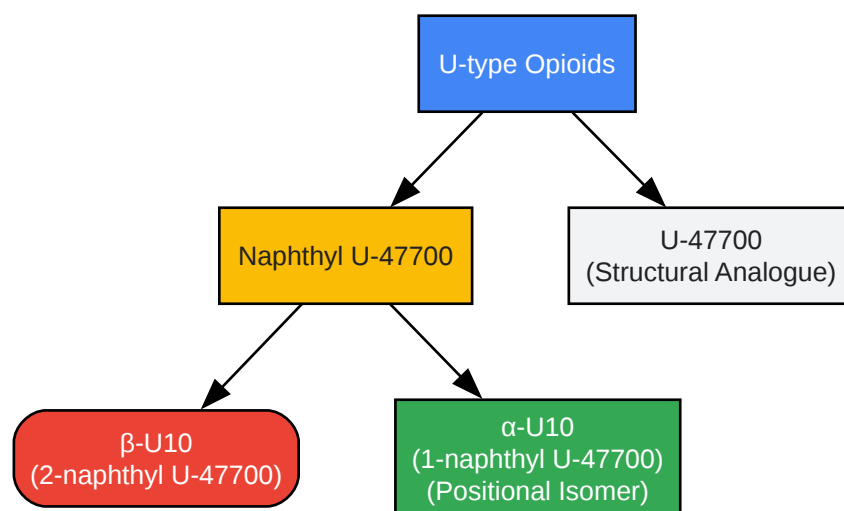 U-type Opioids
Naphthyl U-47700
U-47700
(Structural Analogue)
β-U10
(2-naphthyl U-47700)
α-U10
(1-naphthyl U-47700)
(Positional Isomer)